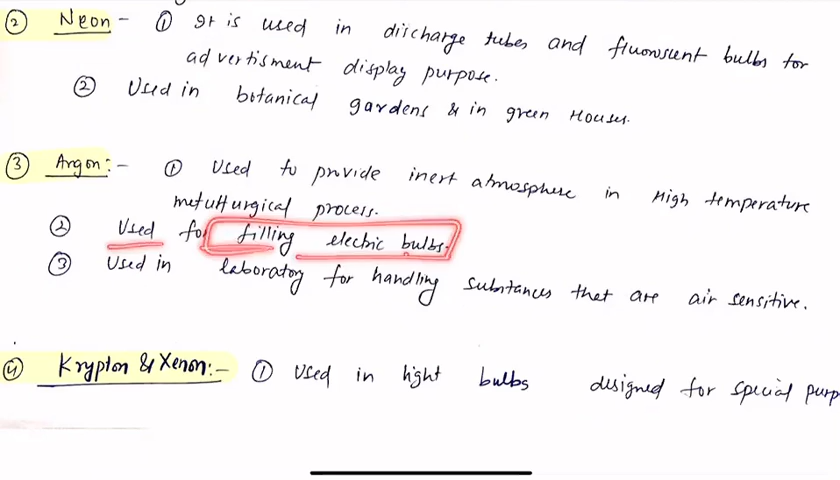 ② Neon - ① It is used in discharge tubes and fluorescent bulbs for
advertisment display purpose.
② Used in botanical gardens & in green Houses.
③ Argon :- ① Used to provide inert atmosphere in High temperature
metullurgical process.
② Used for filling electric bulbs.
③ Used in laboratory for handling substances that are air sensitive.
④ Krypton & Xenon :- ① Used in light bulbs designed for special purp